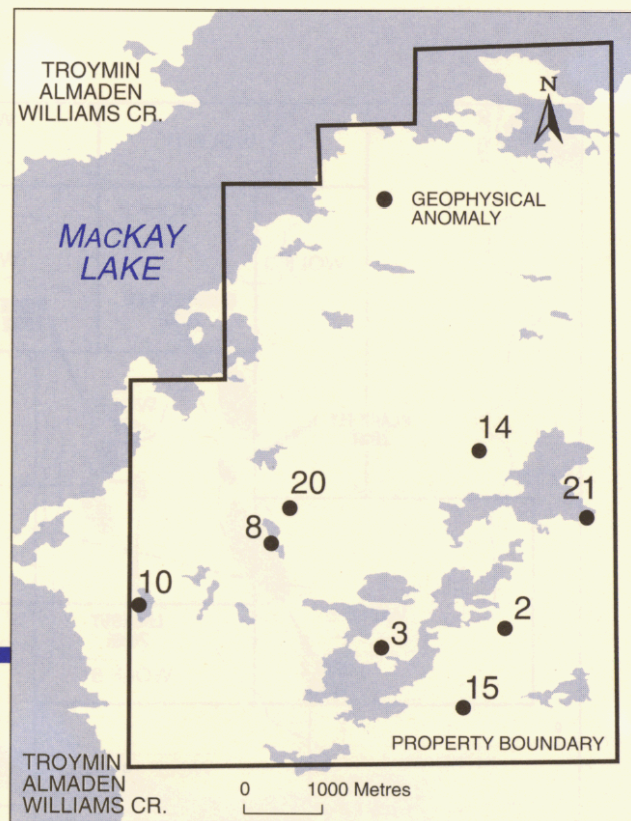 TROYMIN
ALMADEN
WILLIAMS CR.
N
GEOPHYSICAL
ANOMALY
MACKAY
LAKE
14
20
21
8
10
2
3
15
PROPERTY BOUNDARY
TROYMIN
ALMADEN
WILLIAMS CR.
0 1000 Metres